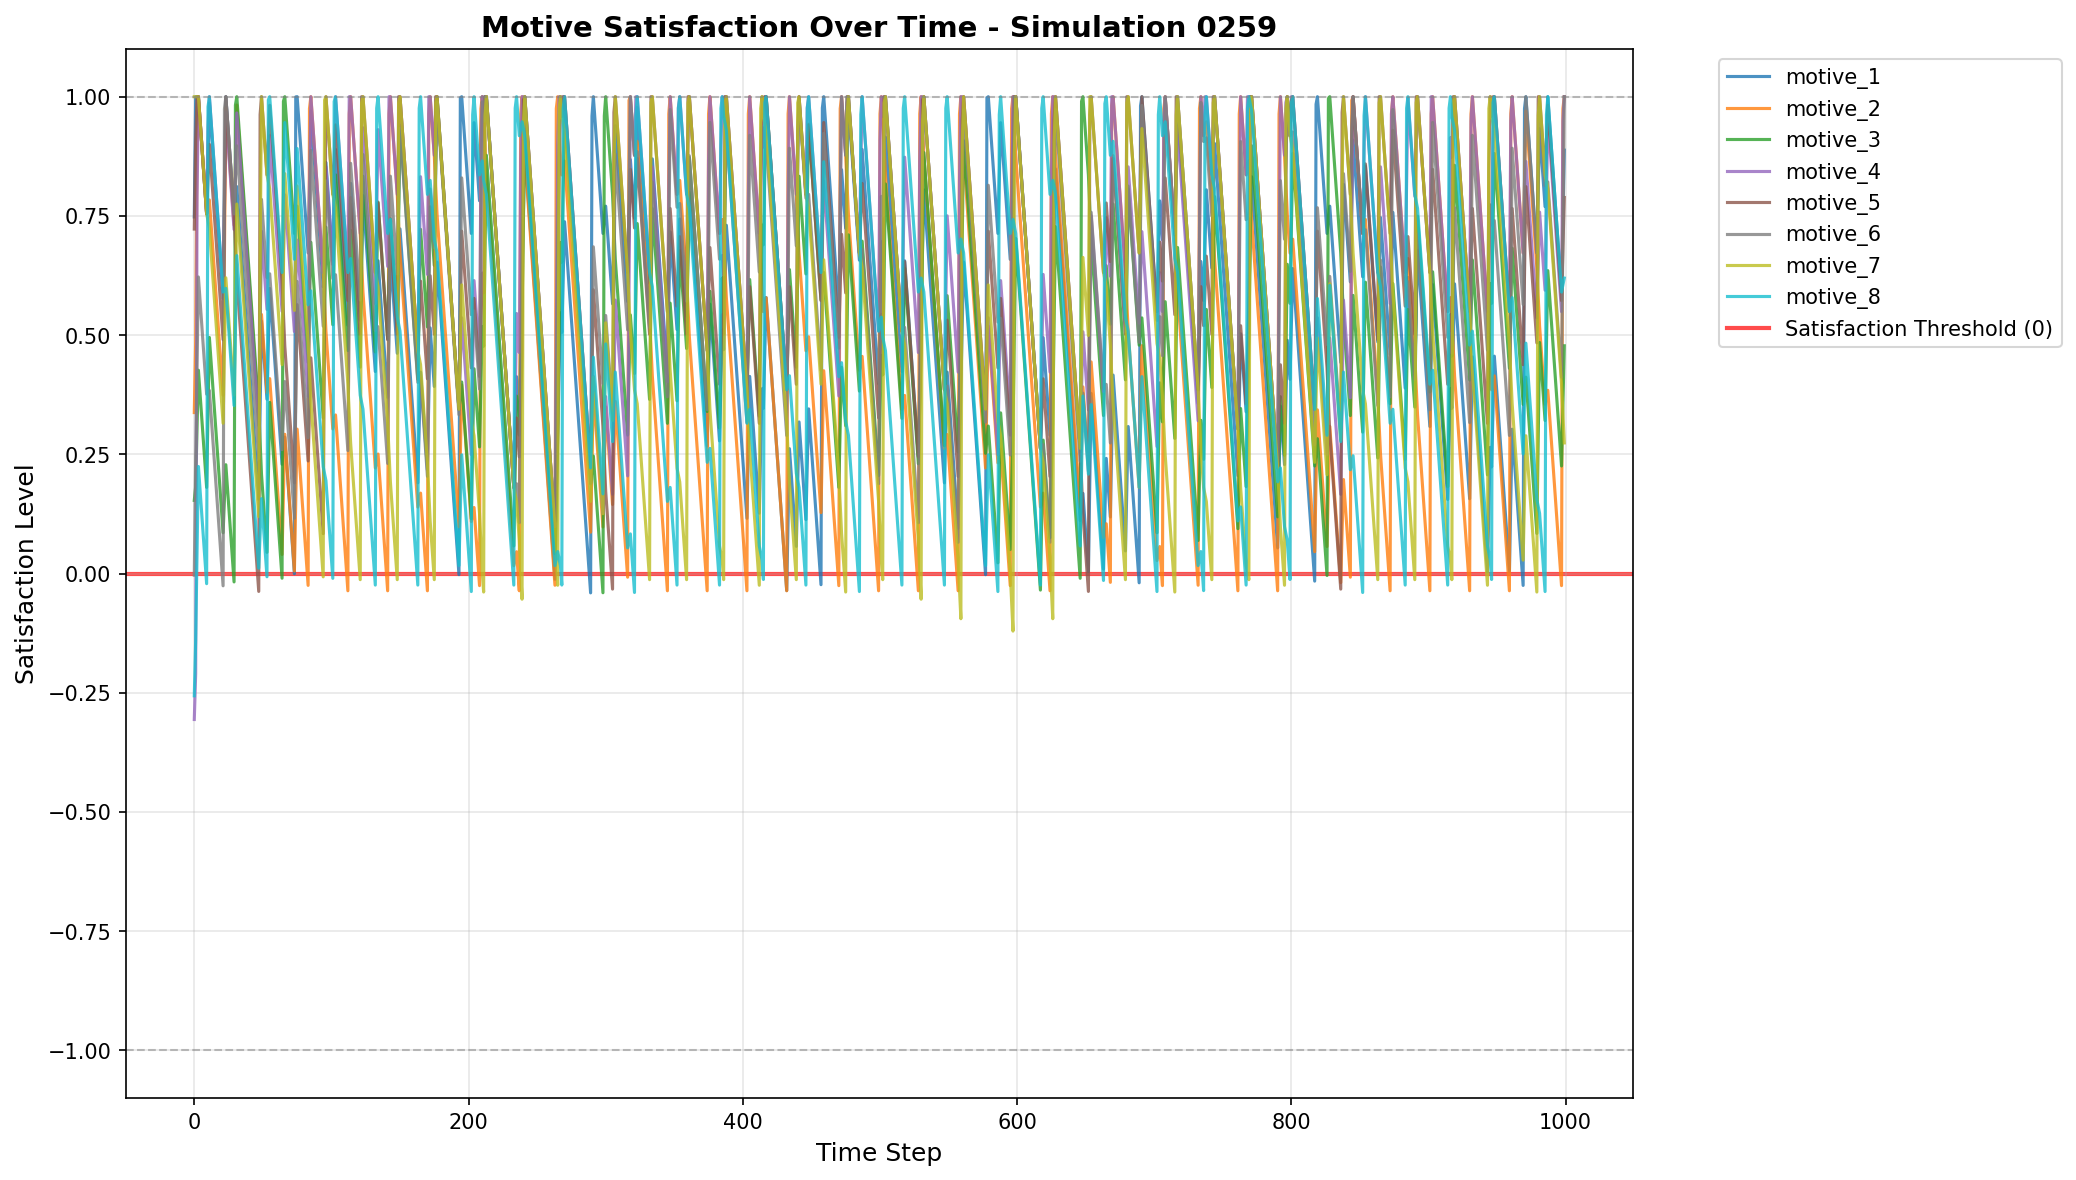 Motive Satisfaction Over Time - Simulation 0259
Satisfaction Level
1.00
0.75
0.50
0.25
0.00
−0.25
−0.50
−0.75
−1.00
0
200
400
600
800
1000
Time Step
motive_1
motive_2
motive_3
motive_4
motive_5
motive_6
motive_7
motive_8
Satisfaction Threshold (0)